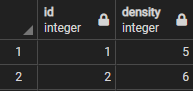 id density
integer integer
1 1 5
2 2 6